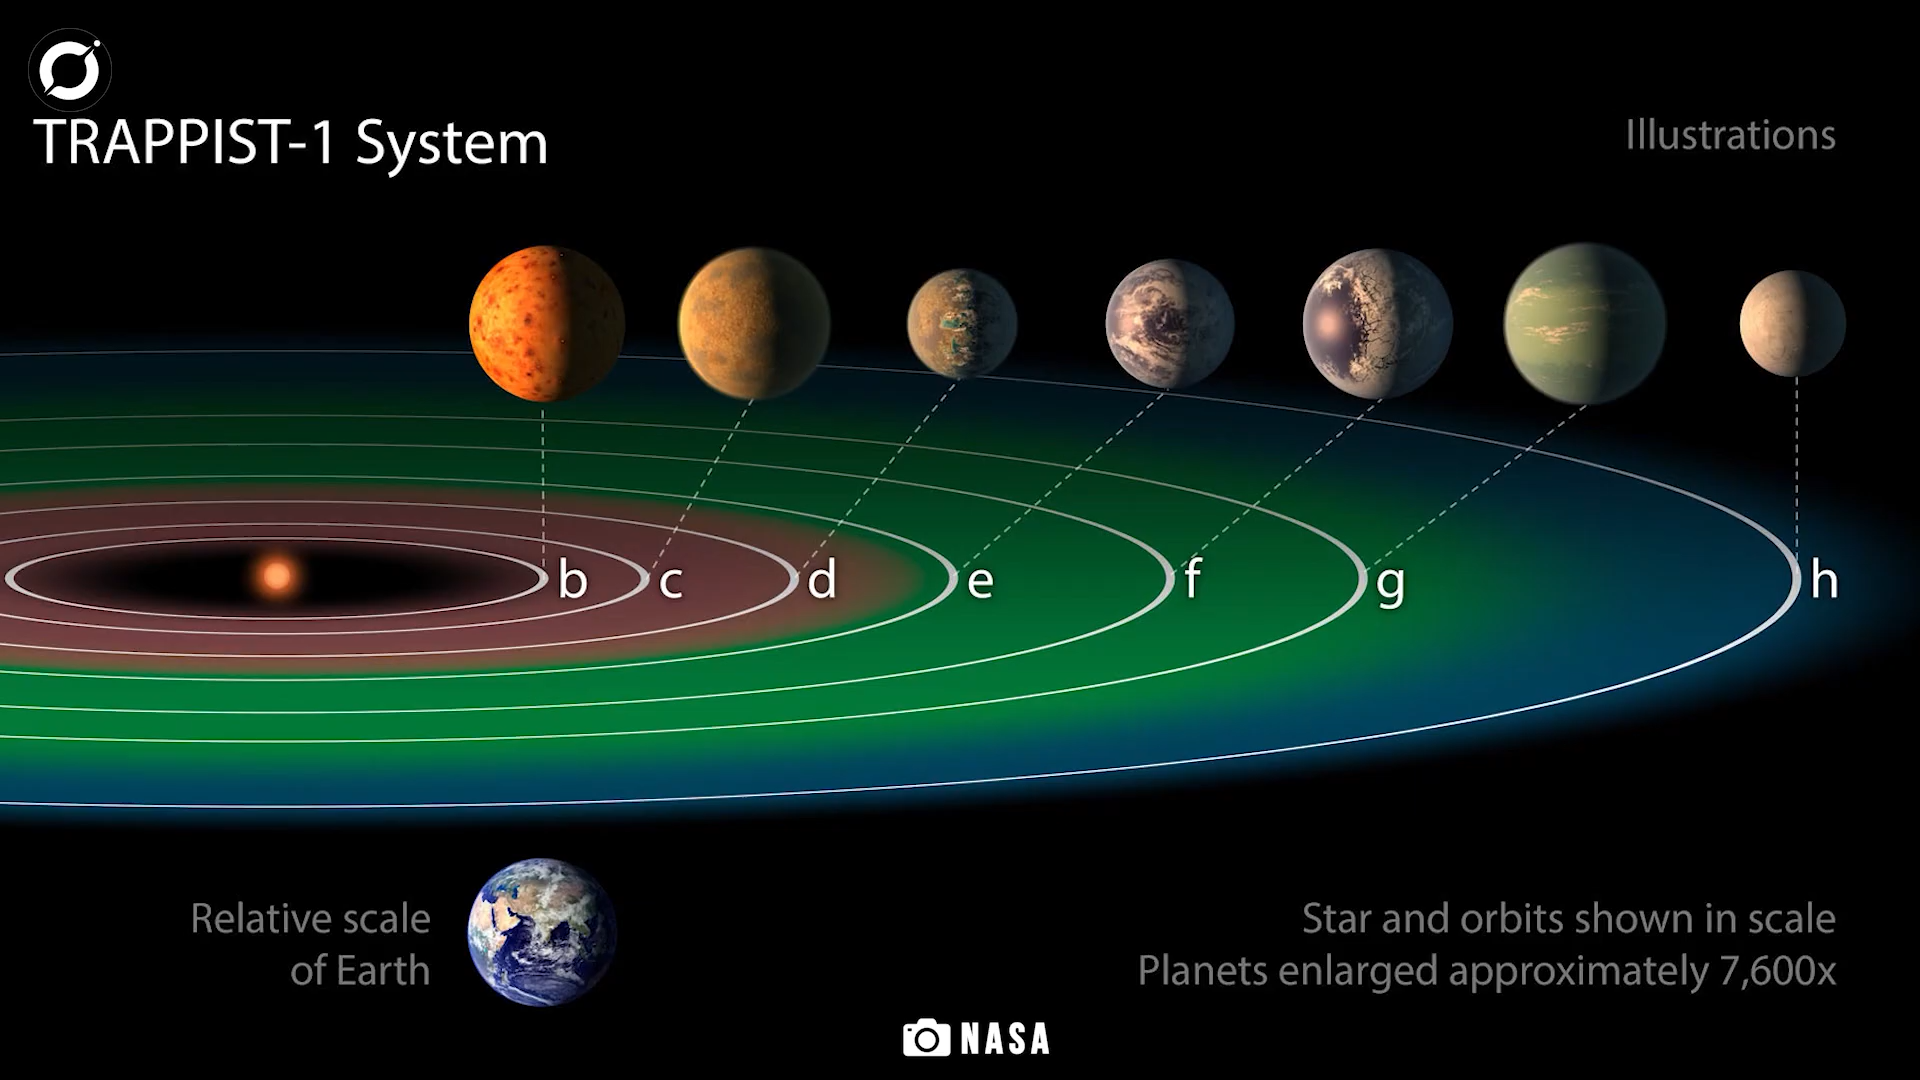 TRAPPIST-1 System
Illustrations
b
c
d
e
f
g
h
Relative scale
of Earth
Star and orbits shown in scale
Planets enlarged approximately 7,600x
NASA